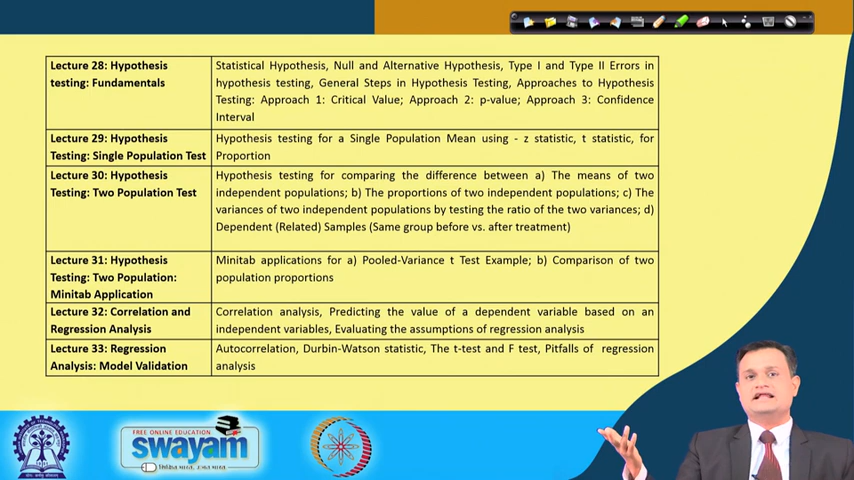 Lecture 28: Hypothesis
testing: Fundamentals
Statistical Hypothesis, Null and Alternative Hypothesis, Type I and Type II Errors in
hypothesis testing, General Steps in Hypothesis Testing, Approaches to Hypothesis
Testing: Approach 1: Critical Value; Approach 2: p-value; Approach 3: Confidence
Interval
Lecture 29: Hypothesis
Testing: Single Population Test
Hypothesis testing for a Single Population Mean using - z statistic, t statistic, for
Proportion
Lecture 30: Hypothesis
Testing: Two Population Test
Hypothesis testing for comparing the difference between a) The means of two
independent populations; b) The proportions of two independent populations; c) The
variances of two independent populations by testing the ratio of the two variances; d)
Dependent (Related) Samples (Same group before vs. after treatment)
Lecture 31: Hypothesis
Testing: Two Population:
Minitab Application
Minitab applications for a) Pooled-Variance t Test Example; b) Comparison of two
population proportions
Lecture 32: Correlation and
Regression Analysis
Correlation analysis, Predicting the value of a dependent variable based on an
independent variables, Evaluating the assumptions of regression analysis
Lecture 33: Regression
Analysis: Model Validation
Autocorrelation, Durbin-Watson statistic, The t-test and F test, Pitfalls of regression
analysis
FREE ONLINE EDUCATION
swayam